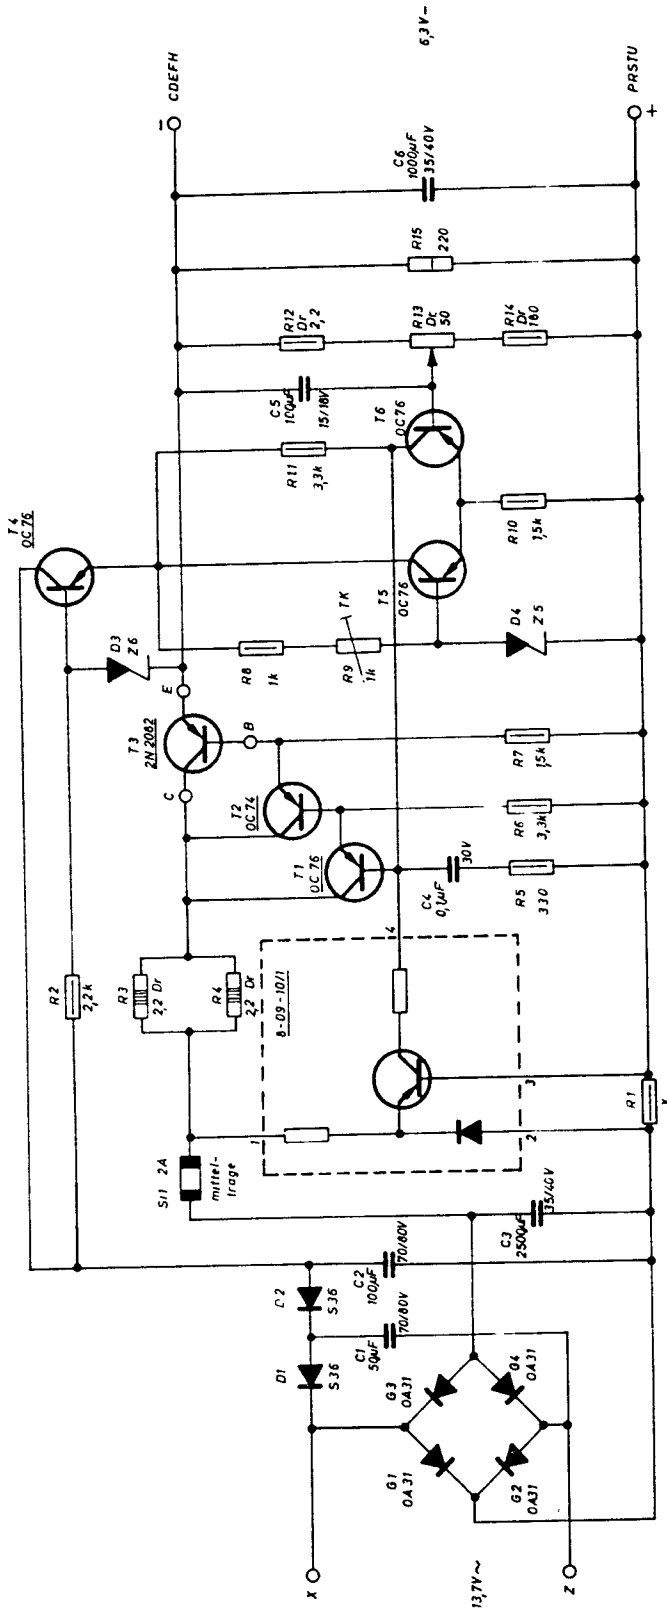 CDEFH
−
6,3V−
PRSTU
+
C6
1000µF
35/40V
R15
220
R12
Dr
2,2
R13
Dr
50
R14
Dr
180
C5
100µF
15/18V
T6
OC76
R11
3,3k
R10
1,5k
T4
OC76
T5
OC76
D3
Z6
R8
1k
R9
1k
TK
D4
Z5
E
T3
2N2082
B
C
R7
1,5k
T2
OC74
R6
3,3k
T1
OC76
C4
0,1µF
30V
R5
330
R2
2,2k
R3
2,2 Dr
R4
2,2 Dr
8-09-10/1
4
3
2
1
R1
x
Si1 2A
mittel-
träge
C3
2500µF
35/40V
D2
S36
C2
100µF
70/80V
D1
S36
C1
50µF
70/80V
G3
OA31
G4
OA31
G1
OA31
G2
OA31
X
13,7V~
Z